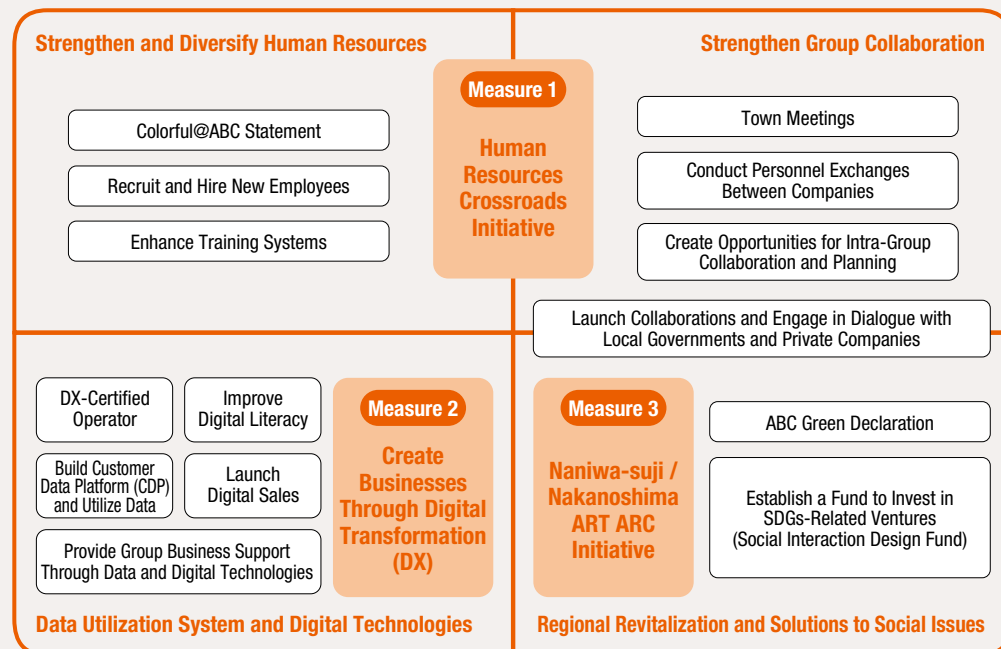 Strengthen and Diversify Human Resources
Strengthen Group Collaboration
Measure 1
Human
Resources
Crossroads
Initiative
Colorful@ABC Statement
Recruit and Hire New Employees
Enhance Training Systems
Town Meetings
Conduct Personnel Exchanges
Between Companies
Create Opportunities for Intra-Group
Collaboration and Planning
Launch Collaborations and Engage in Dialogue with
Local Governments and Private Companies
DX-Certified
Operator
Improve
Digital Literacy
Build Customer
Data Platform (CDP)
and Utilize Data
Launch
Digital Sales
Provide Group Business Support
Through Data and Digital Technologies
Measure 2
Create
Businesses
Through Digital
Transformation
(DX)
Measure 3
Naniwa-suji /
Nakanoshima
ART ARC
Initiative
ABC Green Declaration
Establish a Fund to Invest in
SDGs-Related Ventures
(Social Interaction Design Fund)
Data Utilization System and Digital Technologies
Regional Revitalization and Solutions to Social Issues